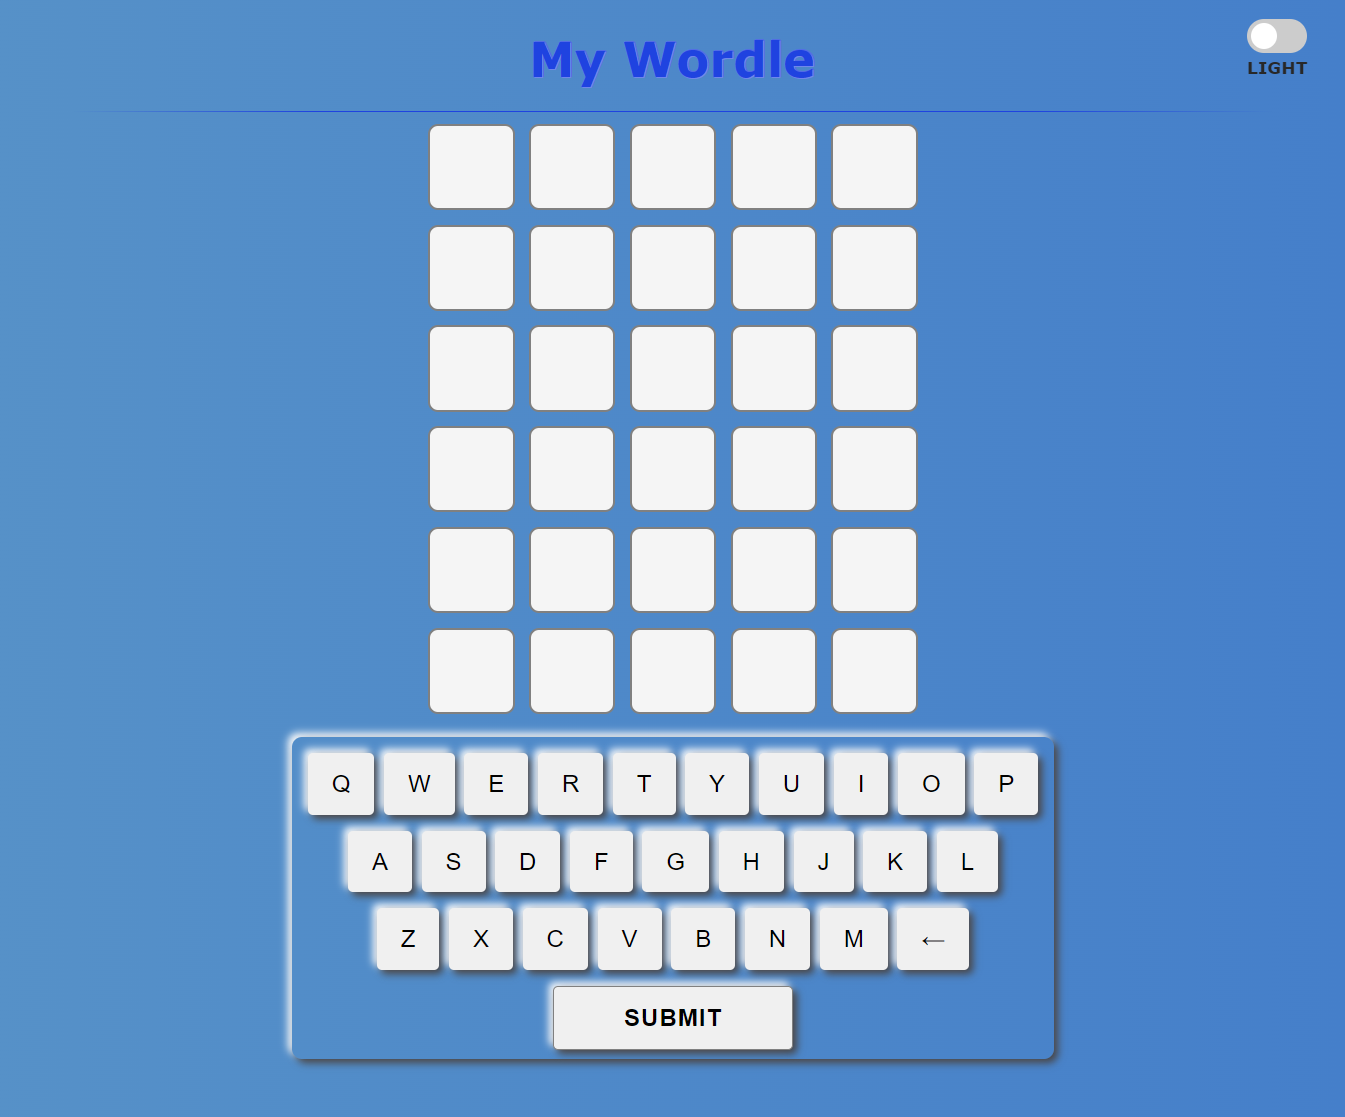 My Wordle
LIGHT
Q W E R T Y U I O P
A S D F G H J K L
Z X C V B N M ←
SUBMIT